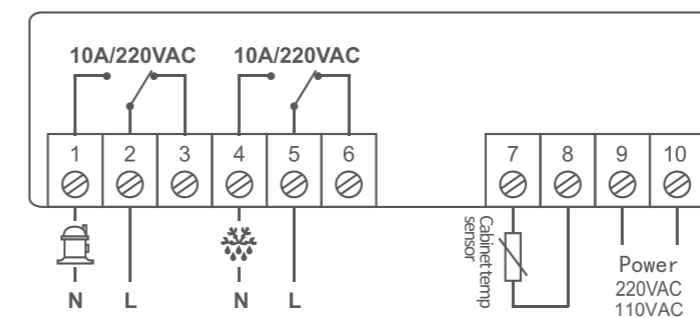 10A/220VAC 10A/220VAC
1 2 3 4 5 6 7 8 9 10
Cabinet temp
sensor
Power
220VAC
110VAC
N L N L